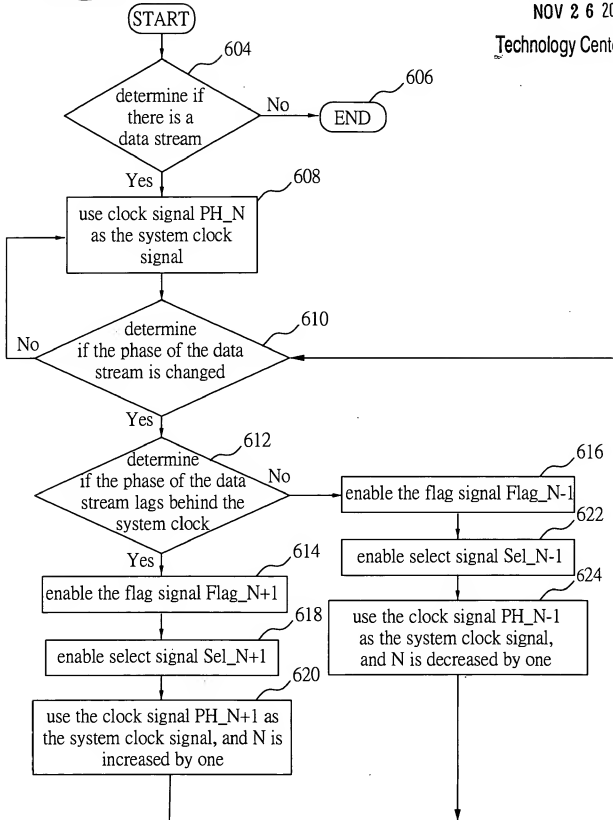 NOV 26 20
Technology Cent
START
604
determine if
there is a
data stream
No
606
END
Yes
608
use clock signal PH_N
as the system clock
signal
610
determine
if the phase of the data
stream is changed
No
Yes
612
determine
if the phase of the data
stream lags behind the
system clock
No
616
enable the flag signal Flag_N-1
622
enable select signal Sel_N-1
624
use the clock signal PH_N-1
as the system clock signal,
and N is decreased by one
Yes
614
enable the flag signal Flag_N+1
618
enable select signal Sel_N+1
620
use the clock signal PH_N+1 as
the system clock signal, and N is
increased by one